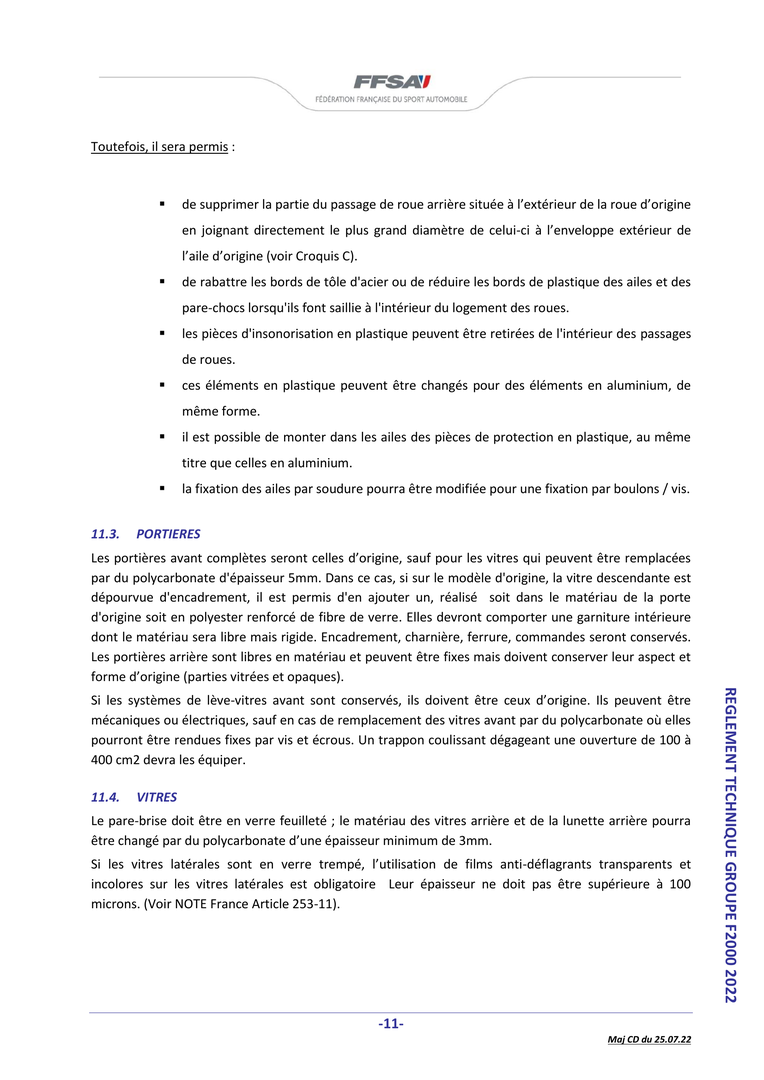 FFSA
FÉDÉRATION FRANÇAISE DU SPORT AUTOMOBILE
Toutefois, il sera permis :
▪ de supprimer la partie du passage de roue arrière située à l’extérieur de la roue d’origine
en joignant directement le plus grand diamètre de celui-ci à l’enveloppe extérieur de
l’aile d’origine (voir Croquis C).
▪ de rabattre les bords de tôle d'acier ou de réduire les bords de plastique des ailes et des
pare-chocs lorsqu'ils font saillie à l'intérieur du logement des roues.
▪ les pièces d'insonorisation en plastique peuvent être retirées de l'intérieur des passages
de roues.
▪ ces éléments en plastique peuvent être changés pour des éléments en aluminium, de
même forme.
▪ il est possible de monter dans les ailes des pièces de protection en plastique, au même
titre que celles en aluminium.
▪ la fixation des ailes par soudure pourra être modifiée pour une fixation par boulons / vis.
11.3. PORTIERES
Les portières avant complètes seront celles d’origine, sauf pour les vitres qui peuvent être remplacées
par du polycarbonate d'épaisseur 5mm. Dans ce cas, si sur le modèle d'origine, la vitre descendante est
dépourvue d'encadrement, il est permis d'en ajouter un, réalisé soit dans le matériau de la porte
d'origine soit en polyester renforcé de fibre de verre. Elles devront comporter une garniture intérieure
dont le matériau sera libre mais rigide. Encadrement, charnière, ferrure, commandes seront conservés.
Les portières arrière sont libres en matériau et peuvent être fixes mais doivent conserver leur aspect et
forme d’origine (parties vitrées et opaques).
Si les systèmes de lève-vitres avant sont conservés, ils doivent être ceux d’origine. Ils peuvent être
mécaniques ou électriques, sauf en cas de remplacement des vitres avant par du polycarbonate où elles
pourront être rendues fixes par vis et écrous. Un trappon coulissant dégageant une ouverture de 100 à
400 cm2 devra les équiper.
11.4. VITRES
Le pare-brise doit être en verre feuilleté ; le matériau des vitres arrière et de la lunette arrière pourra
être changé par du polycarbonate d’une épaisseur minimum de 3mm.
Si les vitres latérales sont en verre trempé, l’utilisation de films anti-déflagrants transparents et
incolores sur les vitres latérales est obligatoire Leur épaisseur ne doit pas être supérieure à 100
microns. (Voir NOTE France Article 253-11).
REGLEMENT TECHNIQUE GROUPE F2000 2022
-11-
Maj CD du 25.07.22